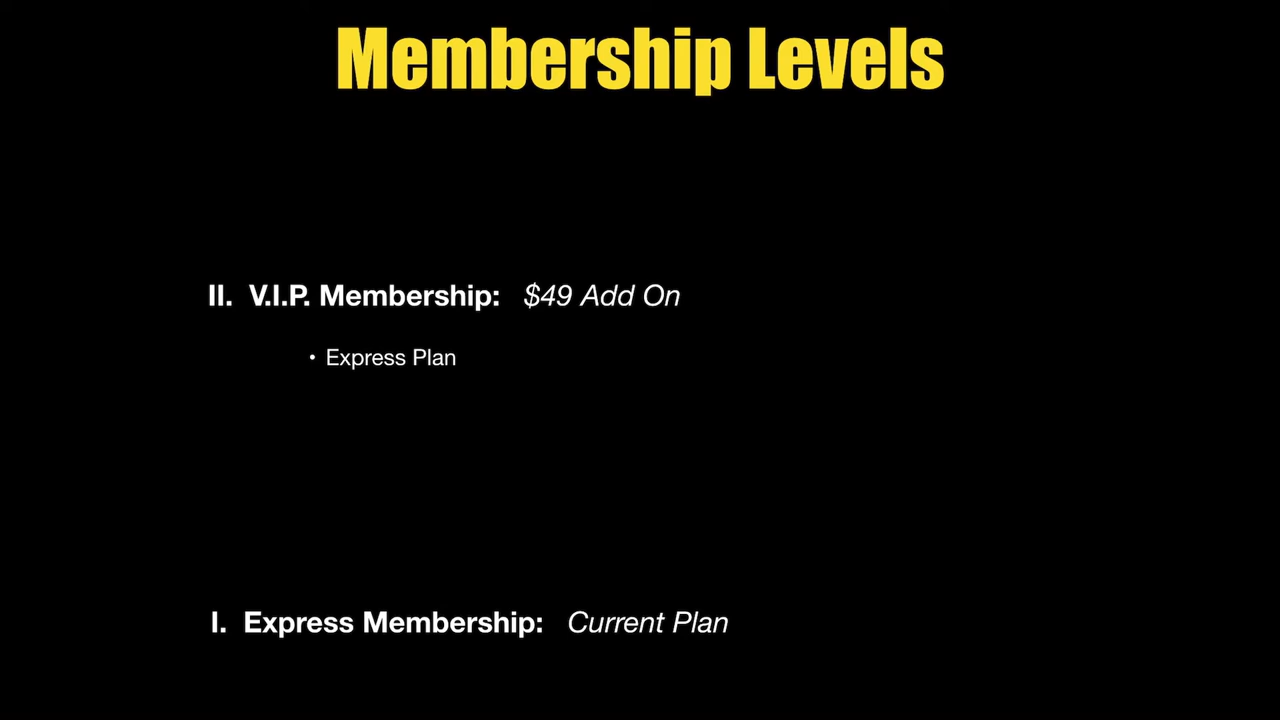 Membership Levels
II. V.I.P. Membership: $49 Add On
• Express Plan
I. Express Membership: Current Plan